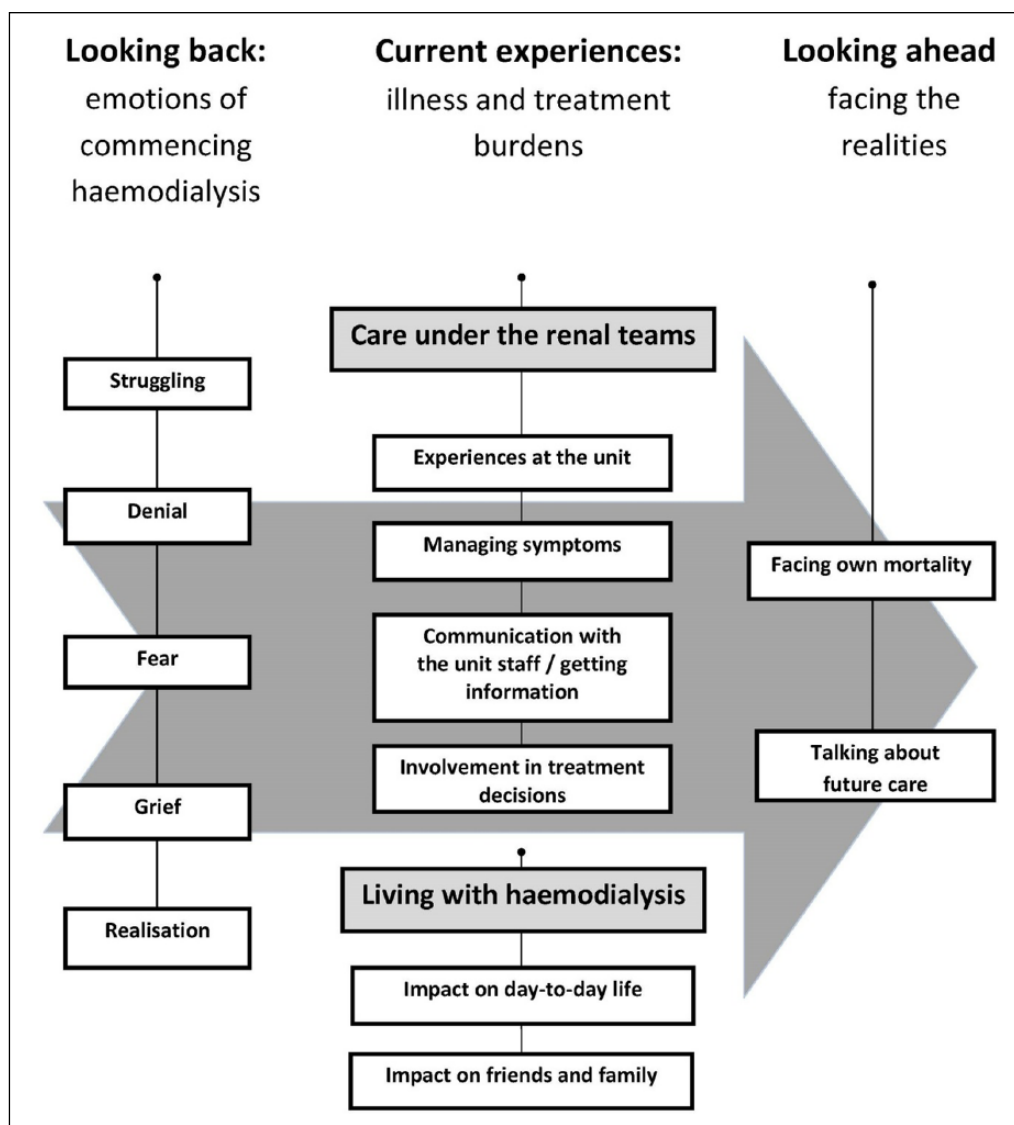 Looking back:
emotions of
commencing
haemodialysis
Struggling
Denial
Fear
Grief
Realisation
Current experiences:
illness and treatment
burdens
Care under the renal teams
Experiences at the unit
Managing symptoms
Communication with
the unit staff / getting
information
Involvement in treatment
decisions
Living with haemodialysis
Impact on day-to-day life
Impact on friends and family
Looking ahead
facing the
realities
Facing own mortality
Talking about
future care